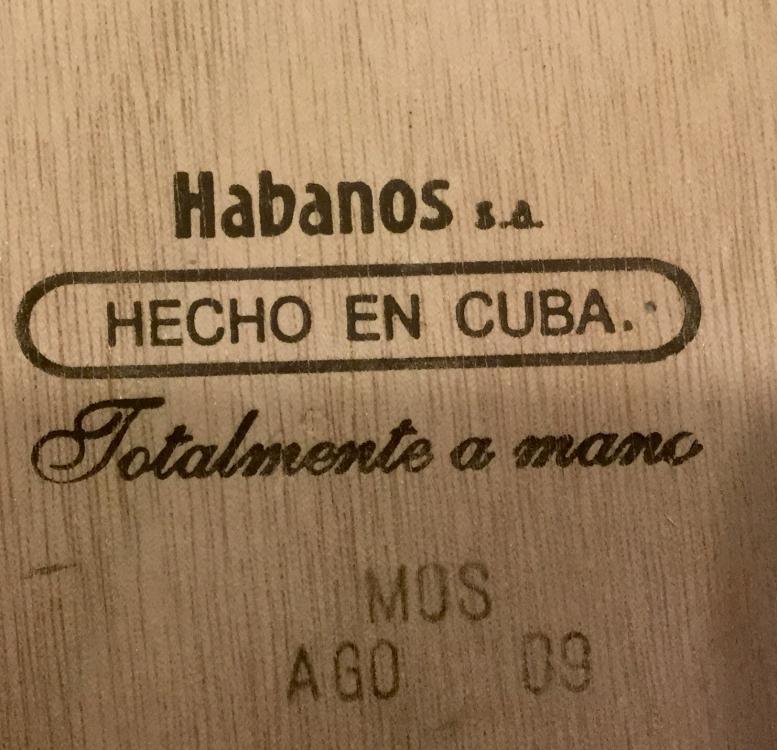 Habanos s.a.
HECHO EN CUBA.
Totalmente a mano
MOS
AGO 09